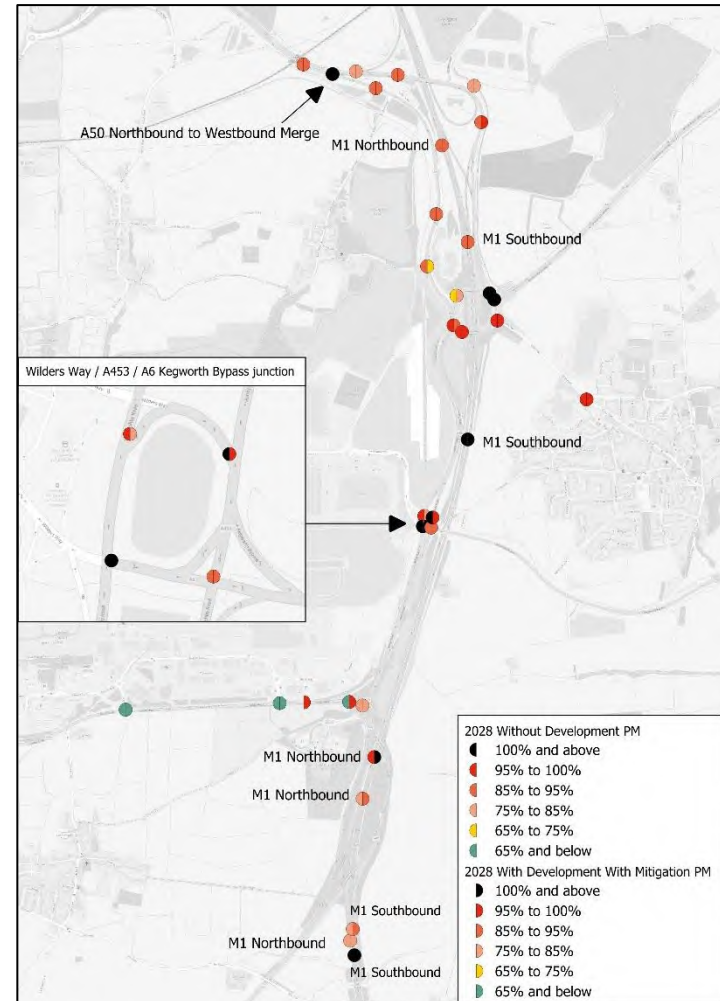 A50 Northbound to Westbound Merge
M1 Northbound
M1 Southbound
Wilders Way / A453 / A6 Kegworth Bypass junction
M1 Southbound
M1 Northbound
M1 Northbound
M1 Southbound
M1 Northbound
M1 Southbound
2028 Without Development PM
100% and above
95% to 100%
85% to 95%
75% to 85%
65% to 75%
65% and below
2028 With Development With Mitigation PM
100% and above
95% to 100%
85% to 95%
75% to 85%
65% to 75%
65% and below